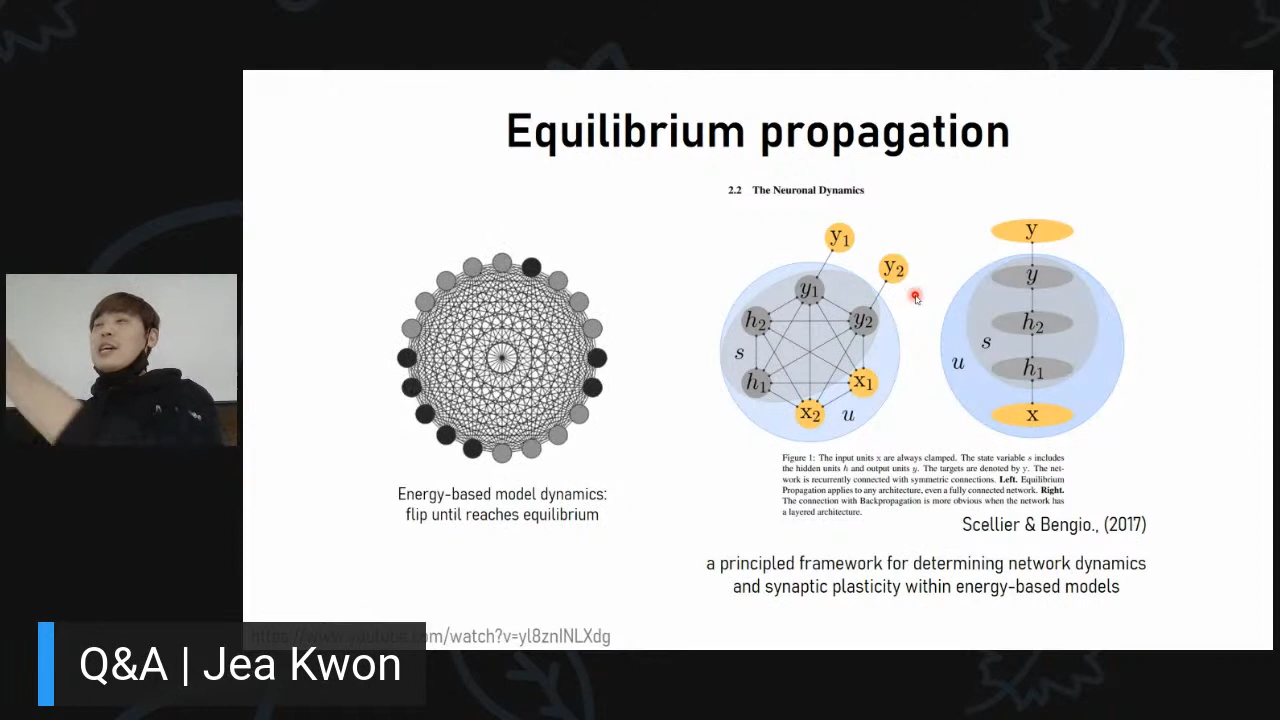 Equilibrium propagation
2.2 The Neuronal Dynamics
y1
y2
y1
h2
y2
s
h1
x1
x2
u
y
y
h2
s
u
h1
x
Figure 1: The input units x are always clamped. The state variable s includes
the hidden units h and output units y. The targets are denoted by y. The net-
work is recurrently connected with symmetric connections. Left. Equilibrium
Propagation applies to any architecture, even a fully connected network. Right.
The connection with Backpropagation is more obvious when the network has
a layered architecture.
Energy-based model dynamics:
flip until reaches equilibrium
Scellier & Bengio., (2017)
a principled framework for determining network dynamics
and synaptic plasticity within energy-based models
https://www.youtube.com/watch?v=yl8znINLXdg
Q&A | Jea Kwon